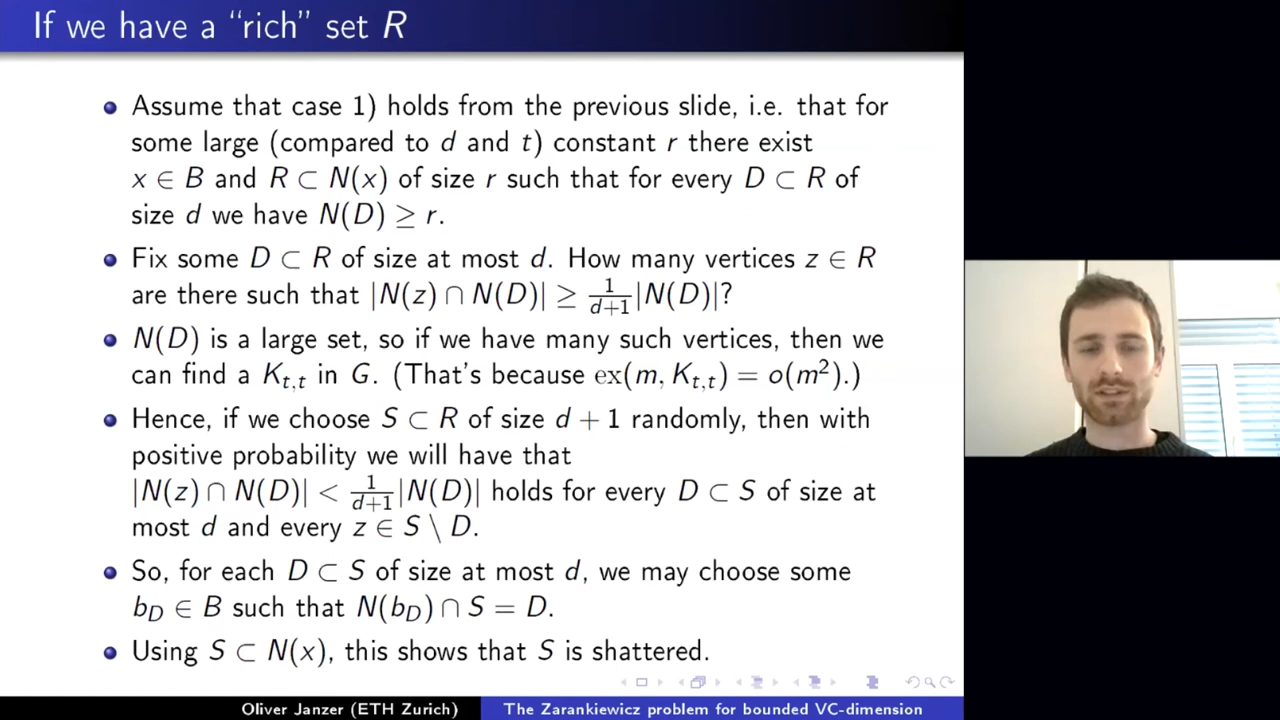 If we have a “rich” set R
Assume that case 1) holds from the previous slide, i.e. that for
some large (compared to d and t) constant r there exist
x ∈ B and R ⊂ N(x) of size r such that for every D ⊂ R of
size d we have N(D) ≥ r.
Fix some D ⊂ R of size at most d. How many vertices z ∈ R
are there such that |N(z) ∩ N(D)| ≥ 1/(d+1) |N(D)|?
N(D) is a large set, so if we have many such vertices, then we
can find a K_{t,t} in G. (That's because ex(m, K_{t,t}) = o(m²).)
Hence, if we choose S ⊂ R of size d + 1 randomly, then with
positive probability we will have that
|N(z) ∩ N(D)| < 1/(d+1) |N(D)| holds for every D ⊂ S of size at
most d and every z ∈ S \ D.
So, for each D ⊂ S of size at most d, we may choose some
b_D ∈ B such that N(b_D) ∩ S = D.
Using S ⊂ N(x), this shows that S is shattered.
Oliver Janzer (ETH Zurich) The Zarankiewicz problem for bounded VC-dimension